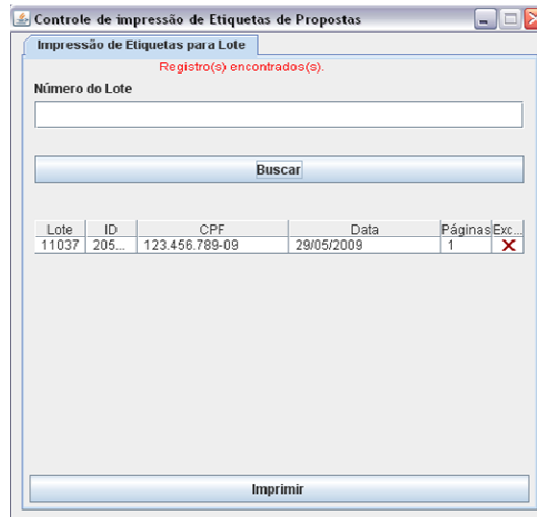 Controle de impressão de Etiquetas de Propostas
Impressão de Etiquetas para Lote
Registro(s) encontrados(s).
Número do Lote
Buscar
Lote ID CPF Data Páginas Exc...
11037 205... 123.456.789-09 29/05/2009 1
Imprimir